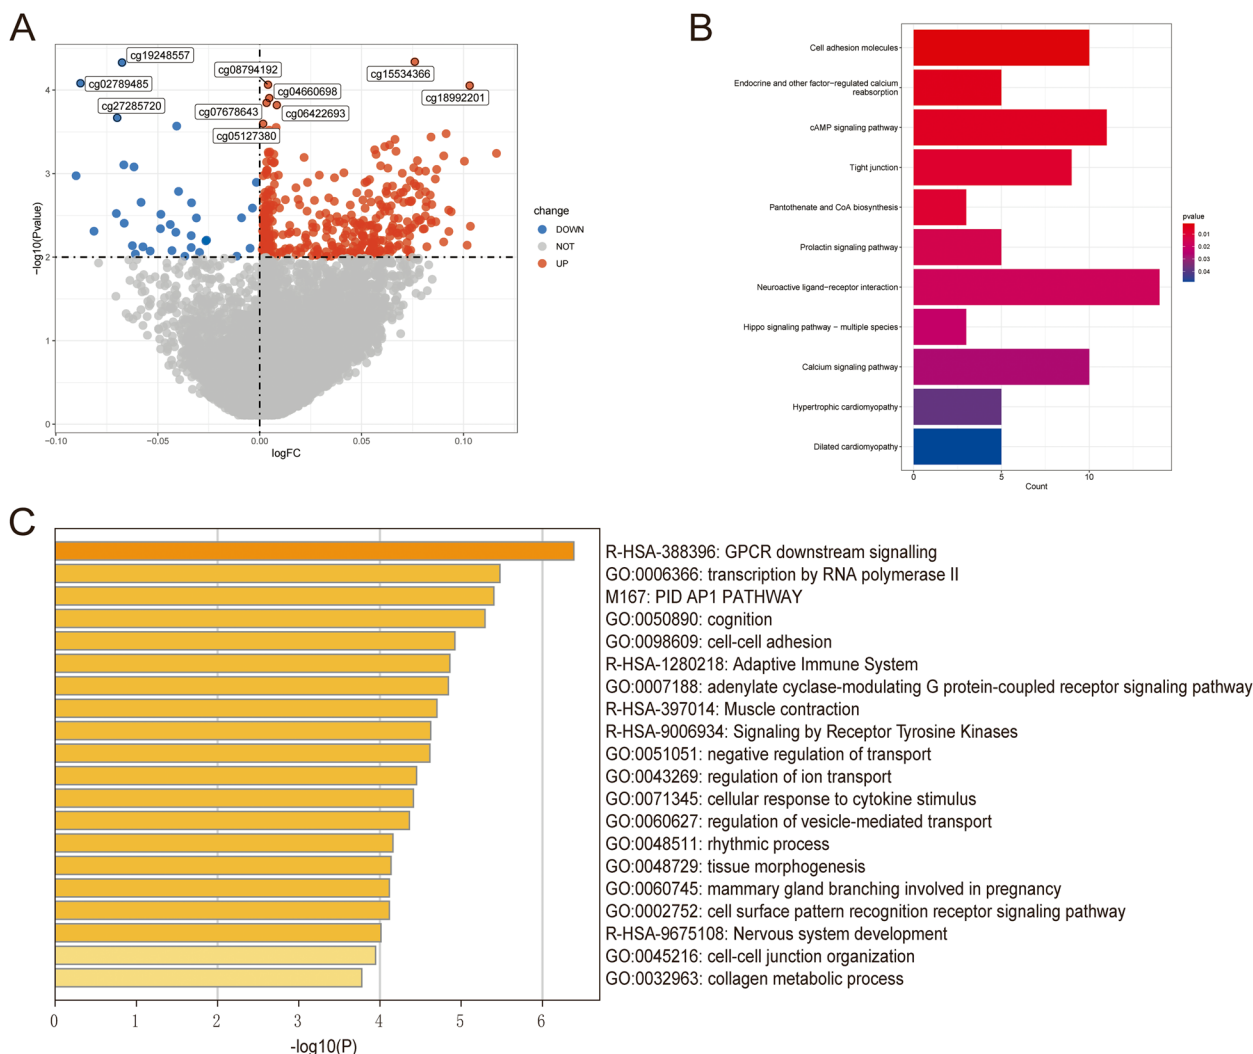 A
cg19248557
cg02789485
cg27285720
cg08794192
cg04660698
cg07678643
cg06422693
cg05127380
cg15534366
cg18992201
4
3
2
1
0
−log10(Pvalue)
−0.10
−0.05
0.00
0.05
0.10
logFC
change
DOWN
NOT
UP
B
Cell adhesion molecules
Endocrine and other factor−regulated calcium
reabsorption
cAMP signaling pathway
Tight junction
Pantothenate and CoA biosynthesis
Prolactin signaling pathway
Neuroactive ligand−receptor interaction
Hippo signaling pathway − multiple species
Calcium signaling pathway
Hypertrophic cardiomyopathy
Dilated cardiomyopathy
0
5
10
Count
pvalue
0.01
0.02
0.03
0.04
C
R-HSA-388396: GPCR downstream signalling
GO:0006366: transcription by RNA polymerase II
M167: PID AP1 PATHWAY
GO:0050890: cognition
GO:0098609: cell-cell adhesion
R-HSA-1280218: Adaptive Immune System
GO:0007188: adenylate cyclase-modulating G protein-coupled receptor signaling pathway
R-HSA-397014: Muscle contraction
R-HSA-9006934: Signaling by Receptor Tyrosine Kinases
GO:0051051: negative regulation of transport
GO:0043269: regulation of ion transport
GO:0071345: cellular response to cytokine stimulus
GO:0060627: regulation of vesicle-mediated transport
GO:0048511: rhythmic process
GO:0048729: tissue morphogenesis
GO:0060745: mammary gland branching involved in pregnancy
GO:0002752: cell surface pattern recognition receptor signaling pathway
R-HSA-9675108: Nervous system development
GO:0045216: cell-cell junction organization
GO:0032963: collagen metabolic process
0
1
2
3
4
5
6
-log10(P)